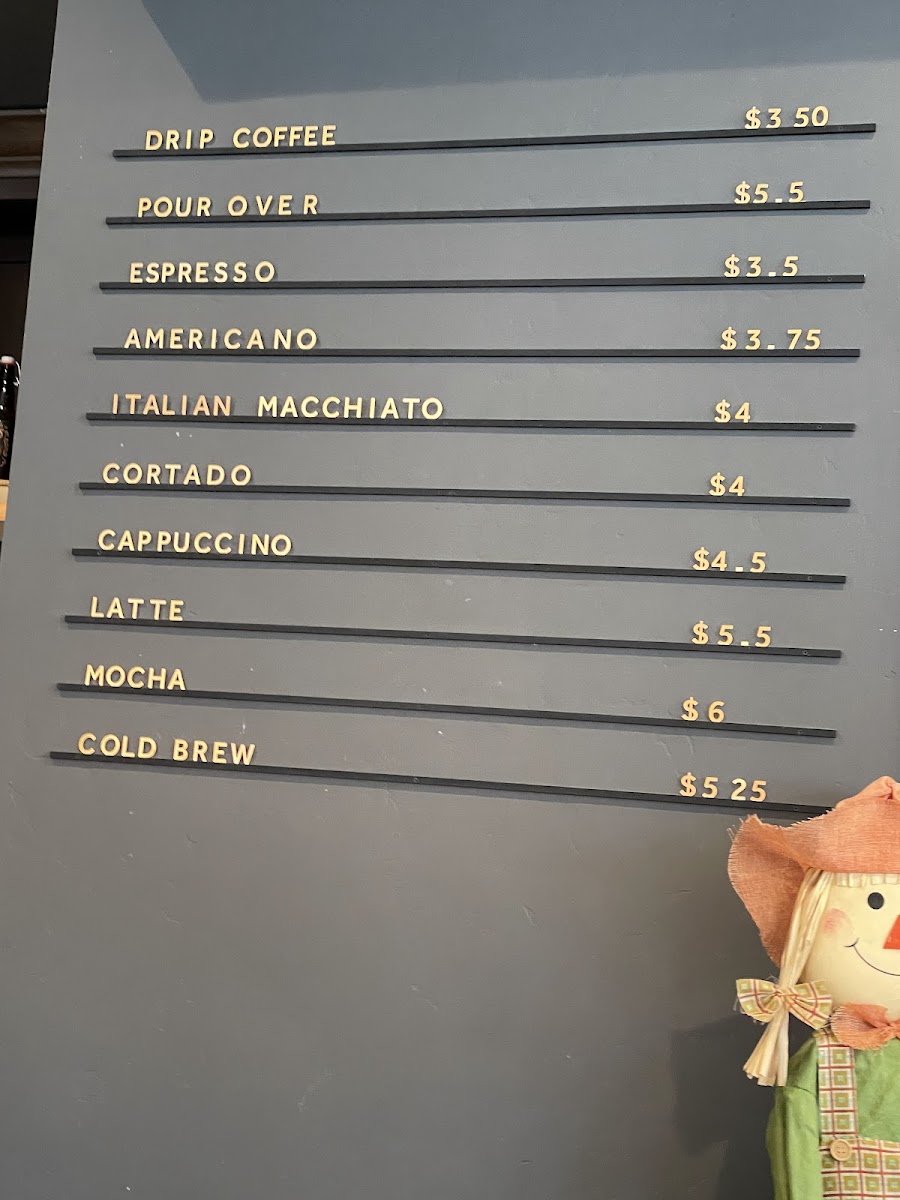 DRIP COFFEE $3 50
POUR OVER $5.5
ESPRESSO $3.5
AMERICANO $3.75
ITALIAN MACCHIATO $4
CORTADO $4
CAPPUCCINO $4.5
LATTE $5.5
MOCHA $6
COLD BREW $5 25